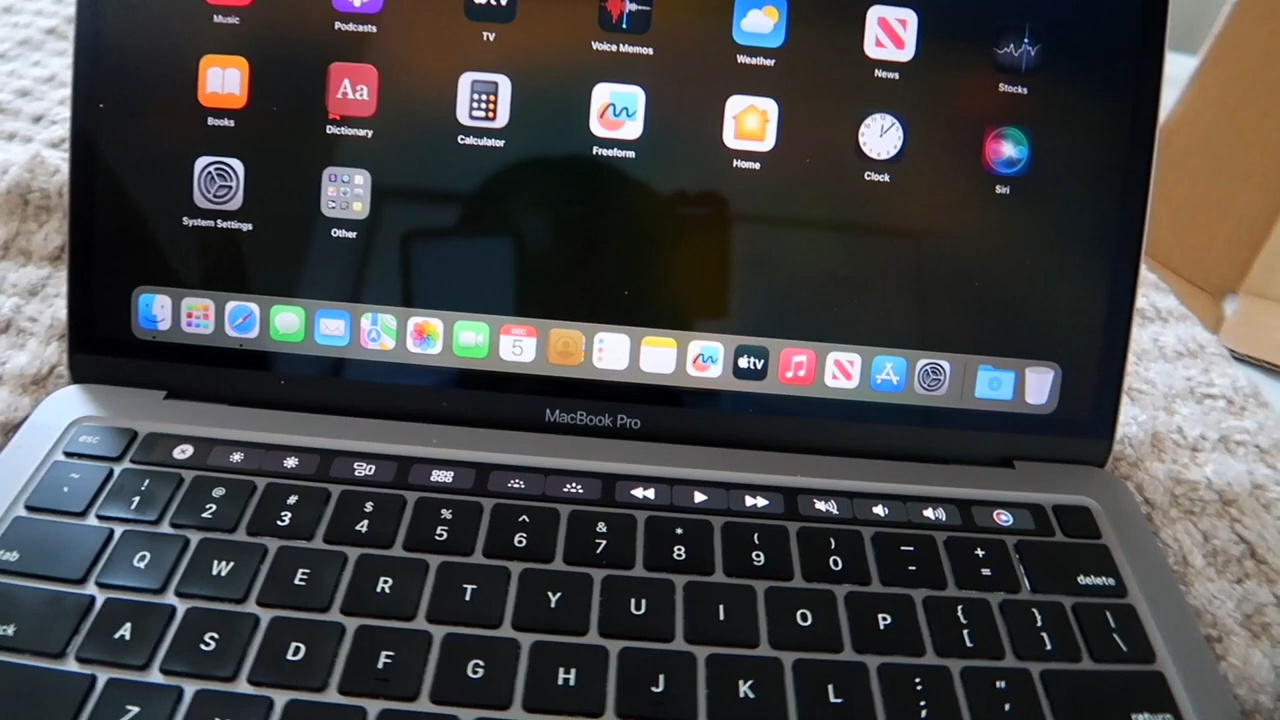 Music
Podcasts
TV
Voice Memos
Weather
News
Stocks
Books
Aa
Dictionary
Calculator
Freeform
Home
Clock
Siri
System Settings
Other
DEC
5
tv
MacBook Pro
esc
~
!
1
@
2
#
3
$
4
%
5
^
6
&
7
*
8
(
9
)
0
_
-
+
=
delete
tab
Q
W
E
R
T
Y
U
I
O
P
{
[
}
]
|
\
A
S
D
F
G
H
J
K
L
:
;
"
return
Z